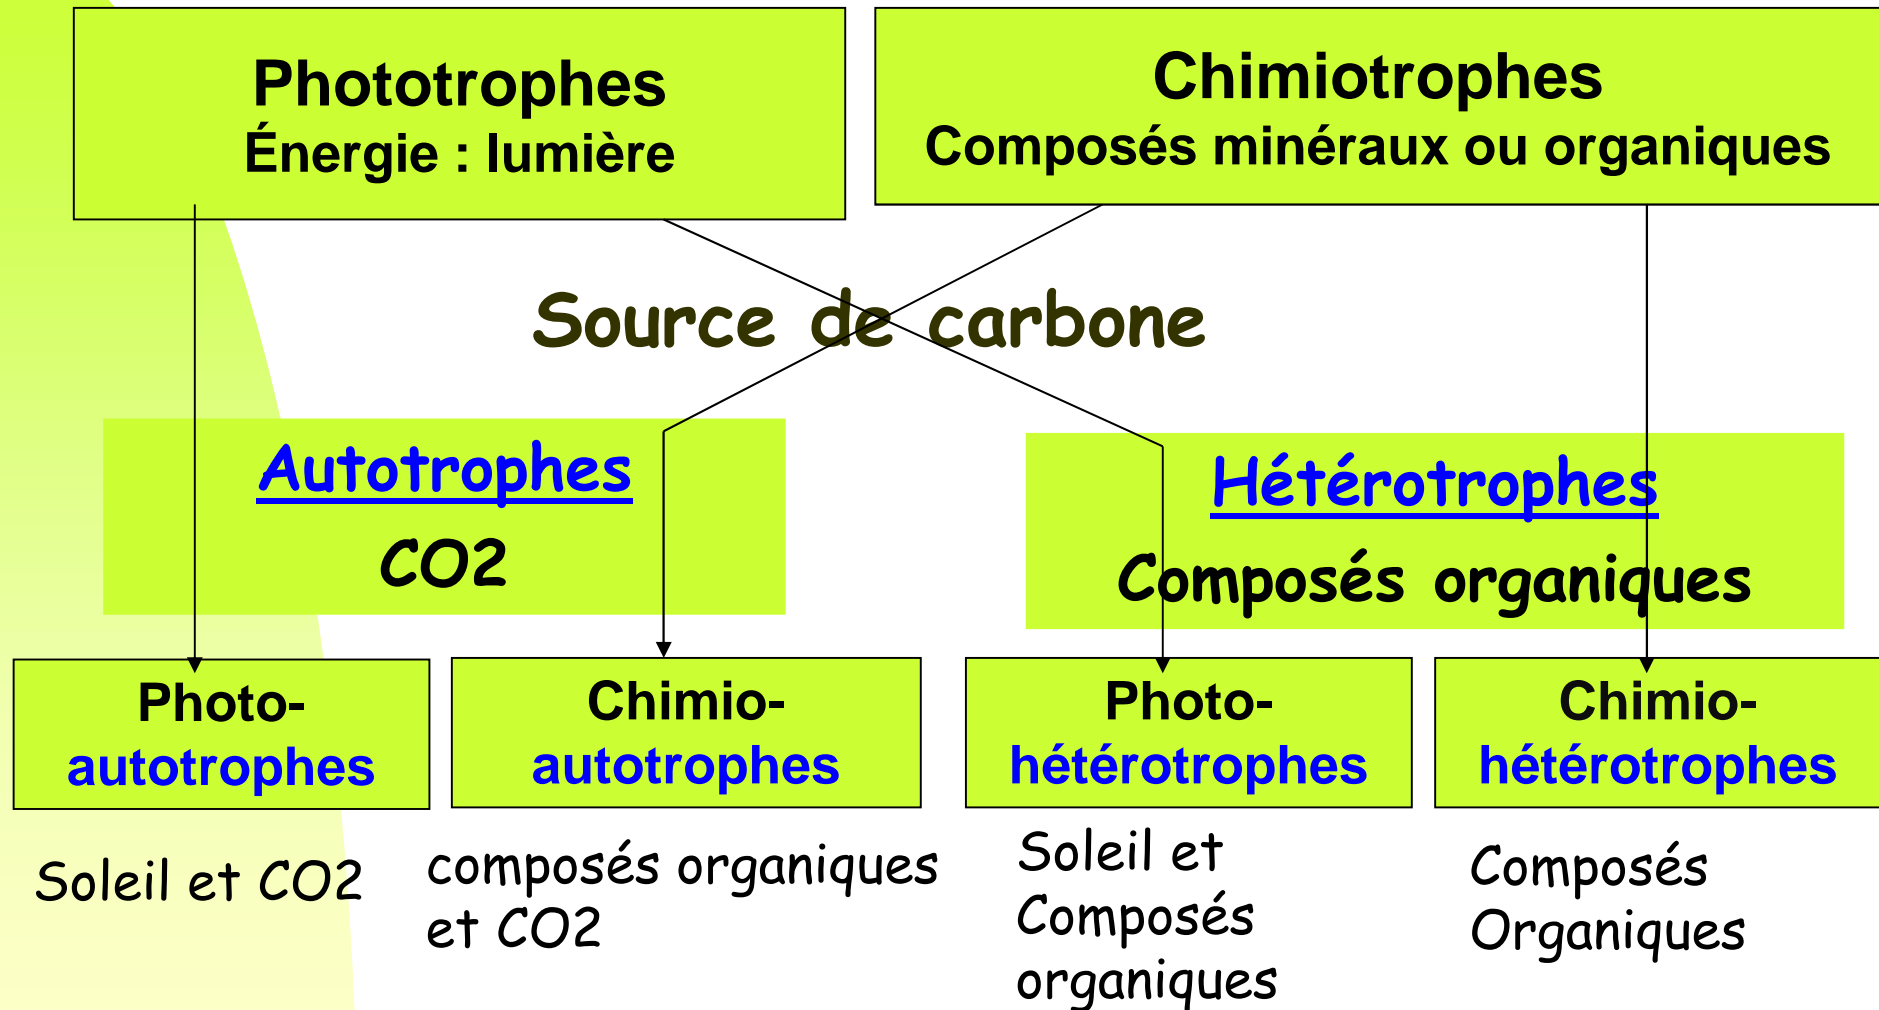 Phototrophes
Énergie : lumière
Chimiotrophes
Composés minéraux ou organiques
Source de carbone
Autotrophes
CO2
Hétérotrophes
Composés organiques
Photo-
autotrophes
Chimio-
autotrophes
Photo-
hétérotrophes
Chimio-
hétérotrophes
Soleil et CO2
composés organiques
et CO2
Soleil et
Composés
organiques
Composés
Organiques